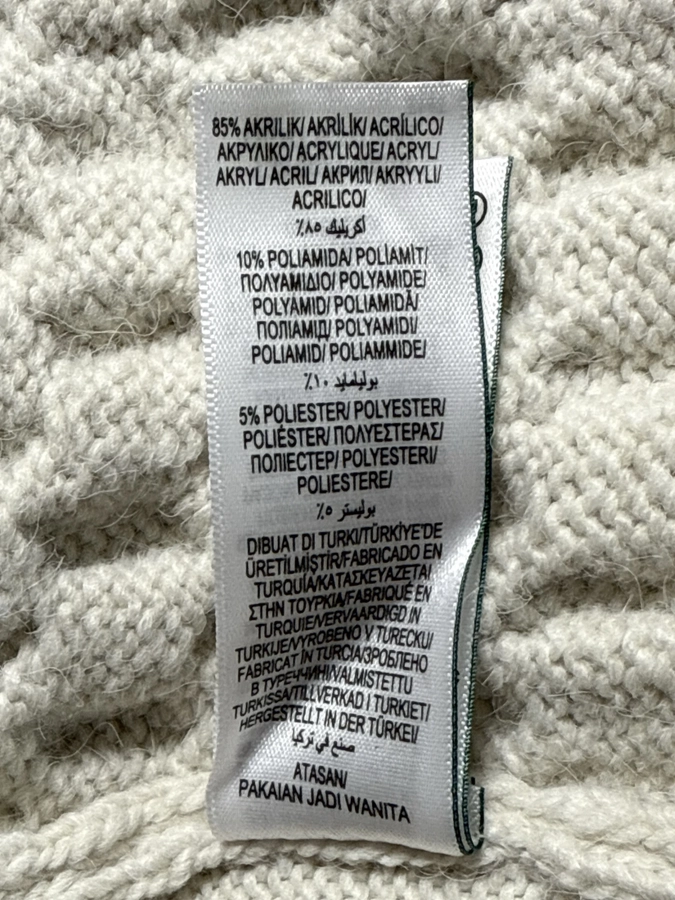 85% AKRILIK/ AKRİLİK/ ACRÍLICO/
ΑΚΡΥΛΙΚΟ/ ACRYLIQUE/ ACRYL/
AKRYL/ ACRIL/ АКРИЛ/ AKRYYLI/
ACRILICO/
أكريليك ٨٥٪
10% POLIAMIDA/ POLİAMİT/
ΠΟΛΥΑΜΙΔΙΟ/ POLYAMIDE/
POLYAMID/ POLIAMIDĂ/
ПОЛІАМІД/ POLYAMIDI/
POLIAMID/ POLIAMMIDE/
بوليامايد ١٠٪
5% POLIESTER/ POLYESTER/
POLIÉSTER/ ΠΟΛΥΕΣΤΕΡΑΣ/
ПОЛІЕСТЕР/ POLYESTERI/
POLIESTERE/
بوليستر ٥٪
DIBUAT DI TURKI/TÜRKİYE'DE
ÜRETİLMİŞTİR/FABRICADO EN
TURQUÍA/ΚΑΤΑΣΚΕΥΑΖΕΤΑΙ
ΣΤΗΝ ΤΟΥΡΚΙΑ/FABRIQUÉ EN
TURQUIE/VERVAARDIGD IN
TURKIJE/VYROBENO V TURECKU/
FABRICAT ÎN TURCIA/ЗРОБЛЕНО
В ТУРЕЧЧИНІ/VALMISTETTU
TURKISSA/TILLVERKAD I TURKIET/
HERGESTELLT IN DER TÜRKEI/
صنع في تركيا
ATASAN/
PAKAIAN JADI WANITA